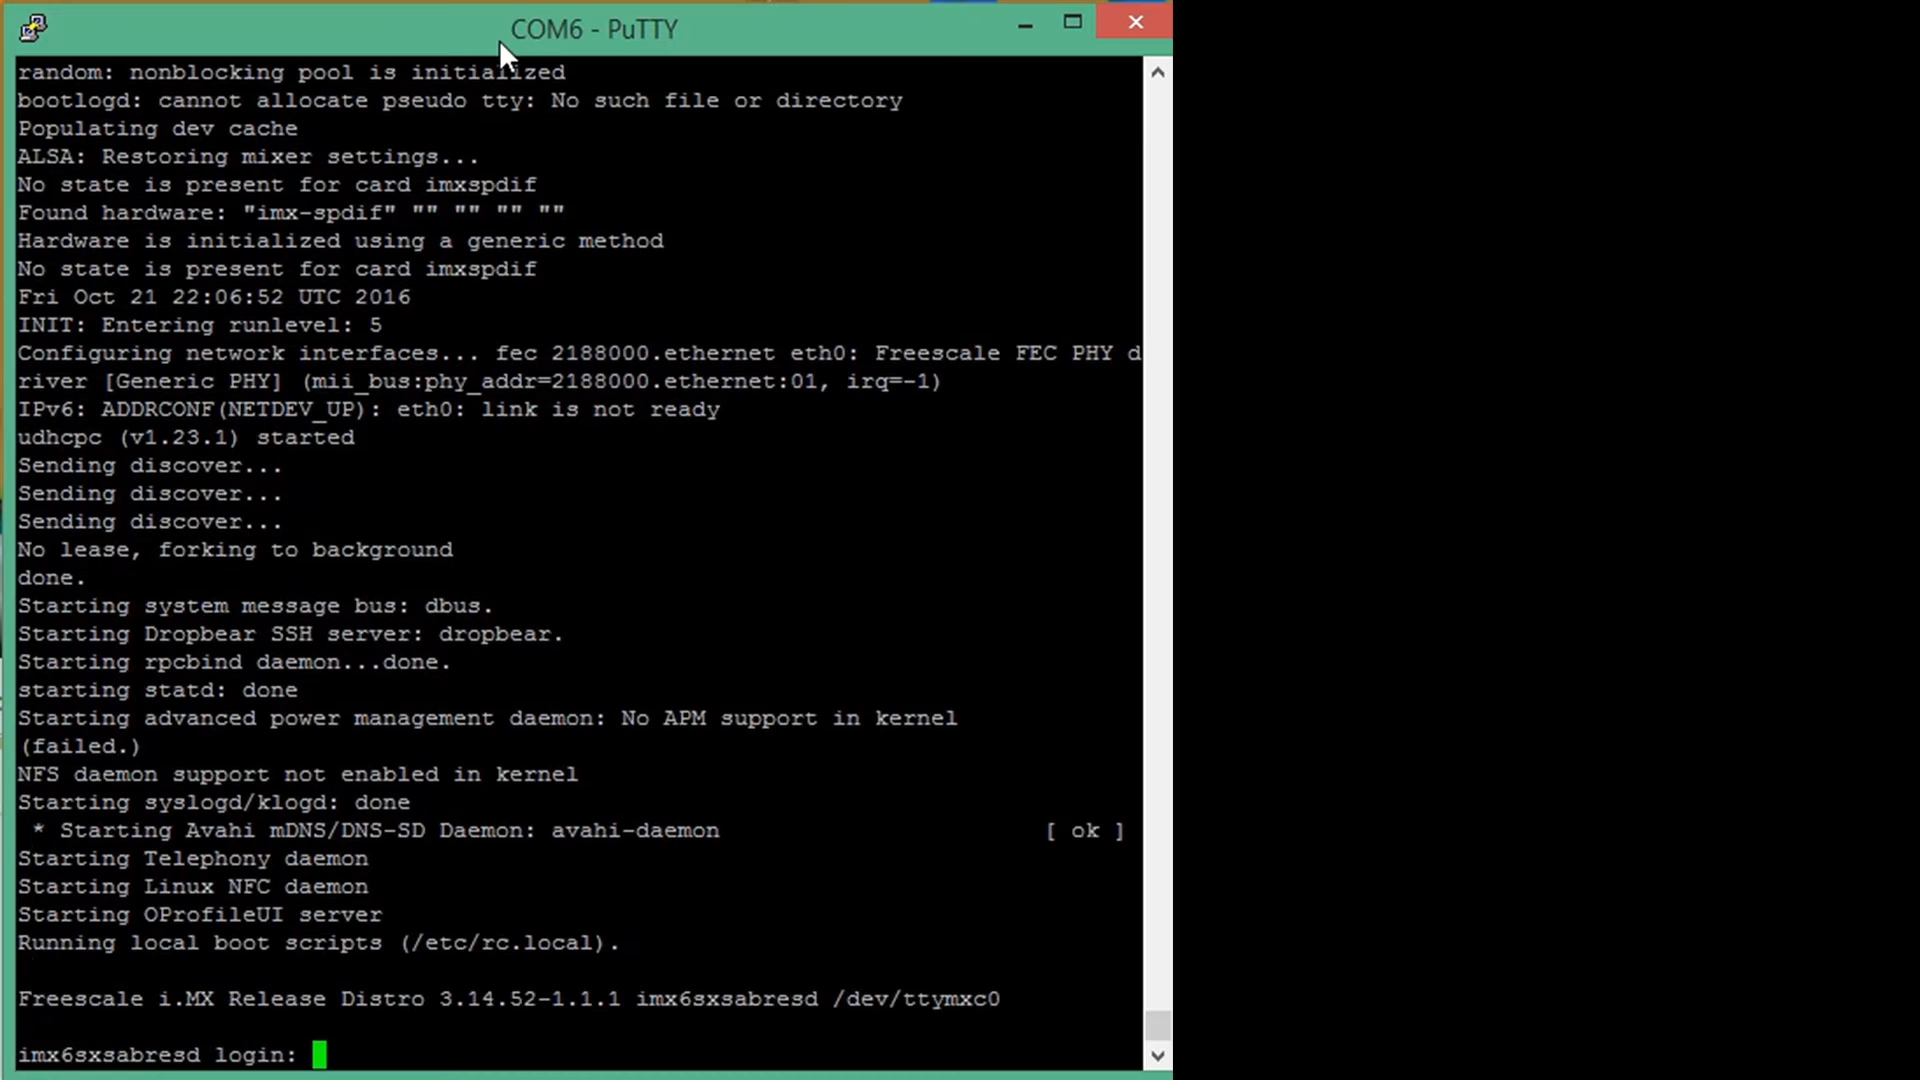 COM6 - PuTTY
random: nonblocking pool is initialized
bootlogd: cannot allocate pseudo tty: No such file or directory
Populating dev cache
ALSA: Restoring mixer settings...
No state is present for card imxspdif
Found hardware: "imx-spdif" "" "" "" ""
Hardware is initialized using a generic method
No state is present for card imxspdif
Fri Oct 21 22:06:52 UTC 2016
INIT: Entering runlevel: 5
Configuring network interfaces... fec 2188000.ethernet eth0: Freescale FEC PHY d
river [Generic PHY] (mii_bus:phy_addr=2188000.ethernet:01, irq=-1)
IPv6: ADDRCONF(NETDEV_UP): eth0: link is not ready
udhcpc (v1.23.1) started
Sending discover...
Sending discover...
Sending discover...
No lease, forking to background
done.
Starting system message bus: dbus.
Starting Dropbear SSH server: dropbear.
Starting rpcbind daemon...done.
starting statd: done
Starting advanced power management daemon: No APM support in kernel
(failed.)
NFS daemon support not enabled in kernel
Starting syslogd/klogd: done
 * Starting Avahi mDNS/DNS-SD Daemon: avahi-daemon [ ok ]
Starting Telephony daemon
Starting Linux NFC daemon
Starting OProfileUI server
Running local boot scripts (/etc/rc.local).
Freescale i.MX Release Distro 3.14.52-1.1.1 imx6sxsabresd /dev/ttymxc0
imx6sxsabresd login: